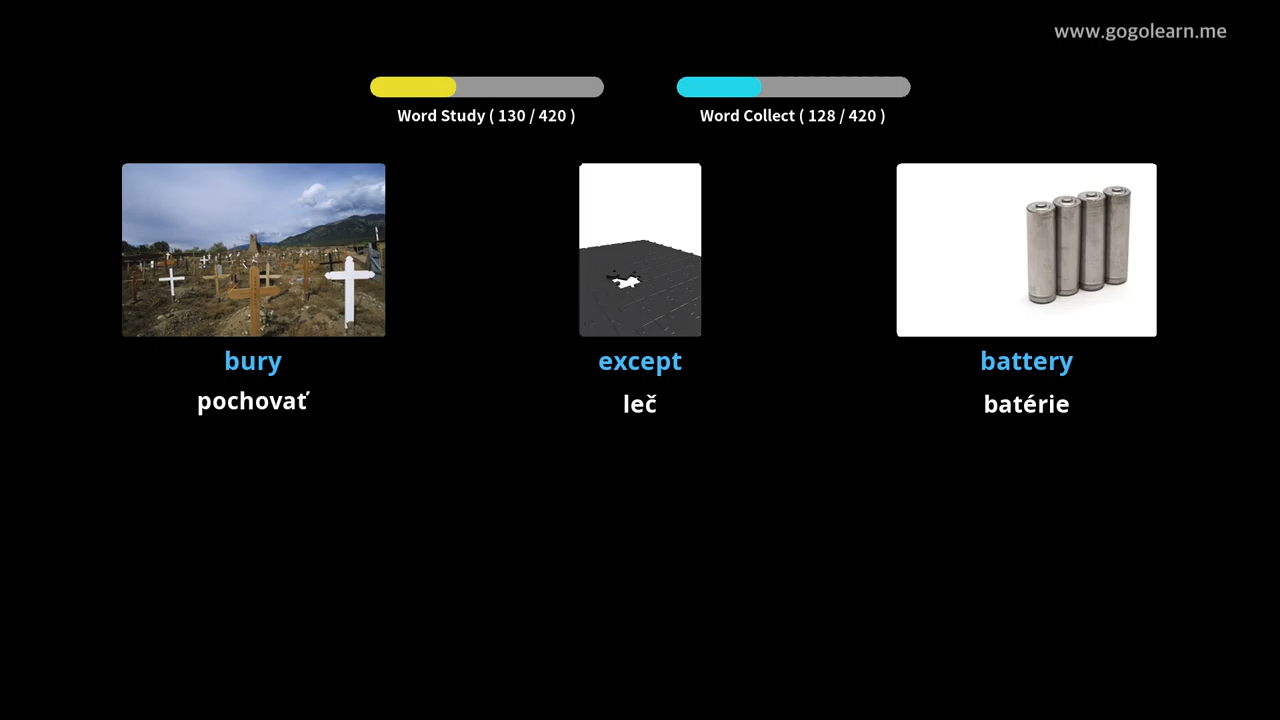 www.gogolearn.me
Word Study ( 130 / 420 )
Word Collect ( 128 / 420 )
bury
except
battery
pochovať
leč
batérie